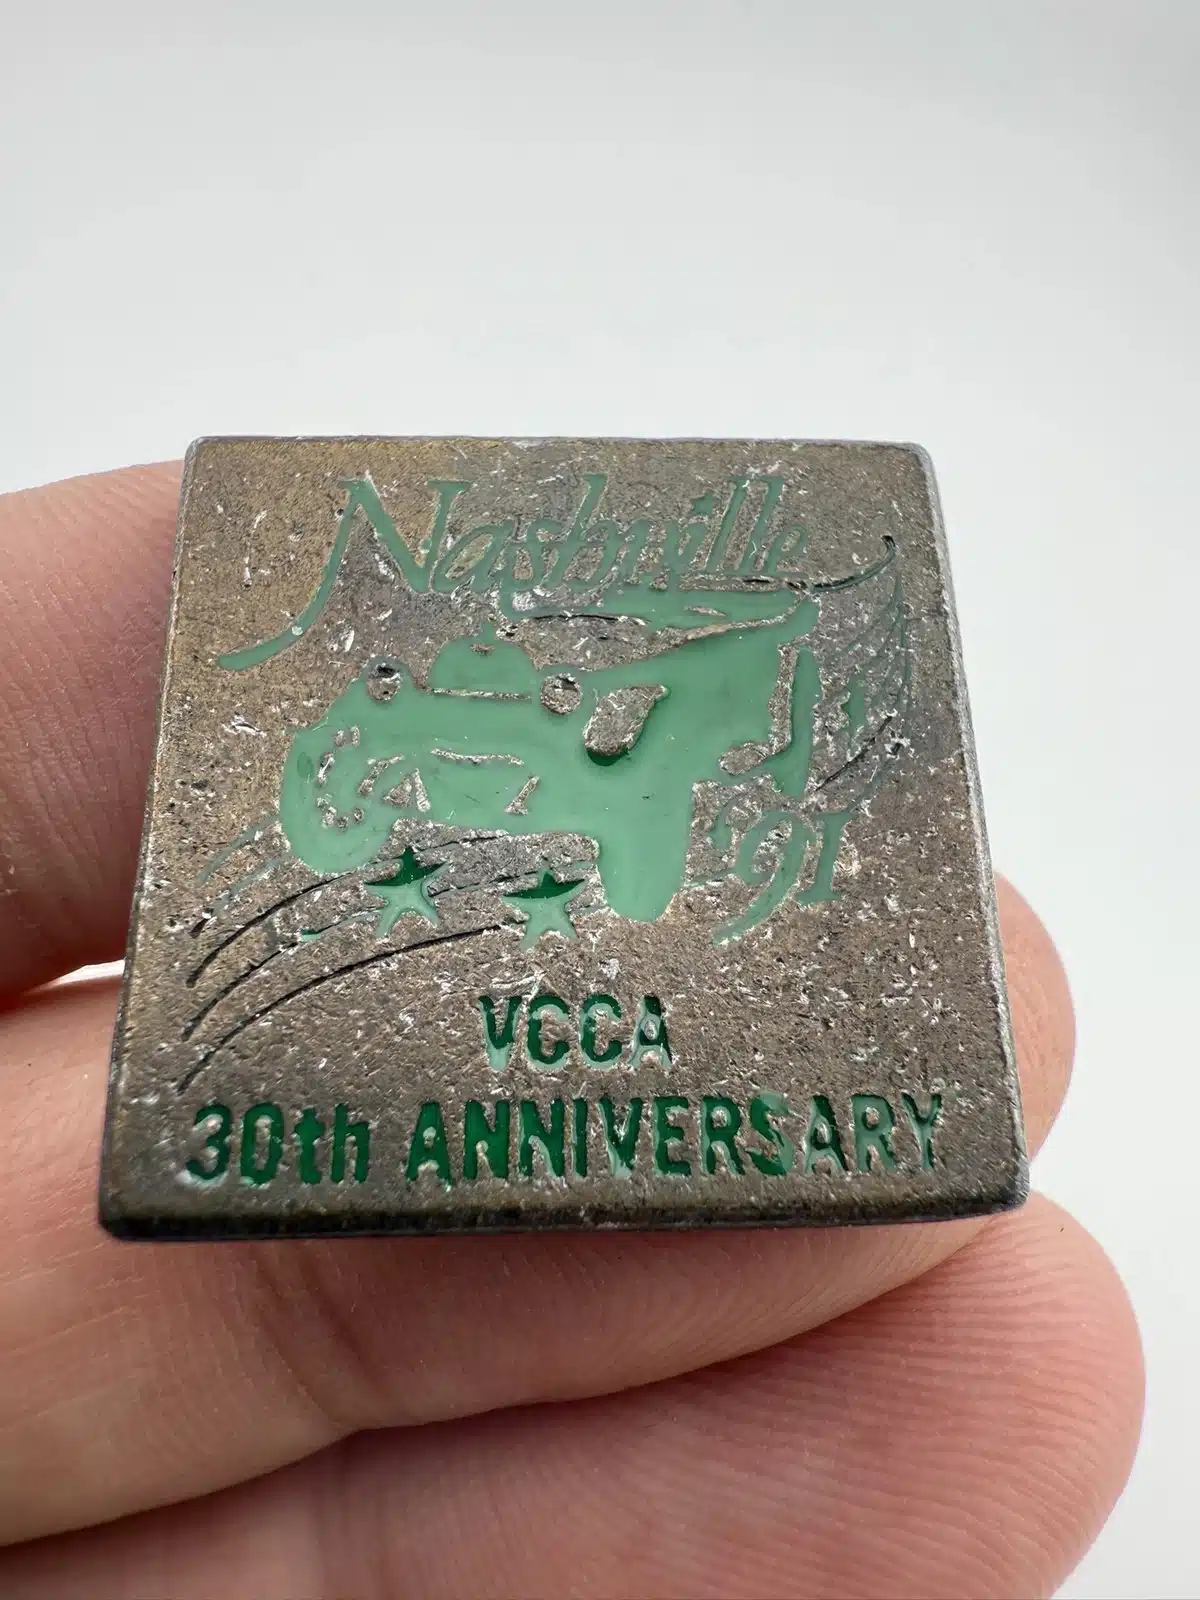 Nashville
91
VCCA
30th ANNIVERSARY